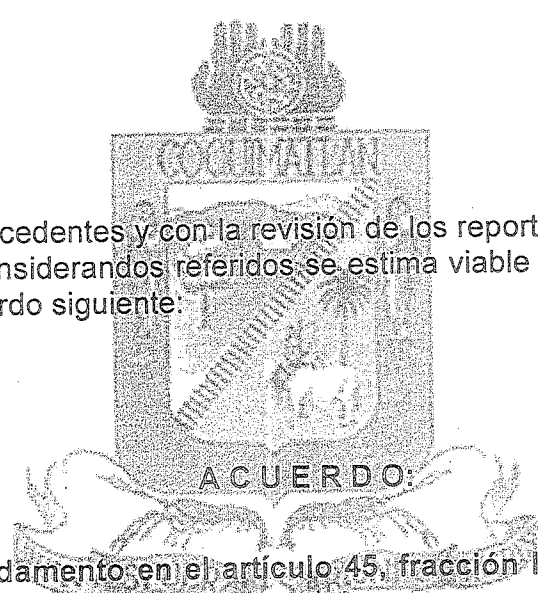 COQUIMATLAN
cedentes y con la revisión de los report
nsiderandos referidos se estima viable
rdo siguiente:
A C U E R D O:
damento en el artículo 45, fracción I